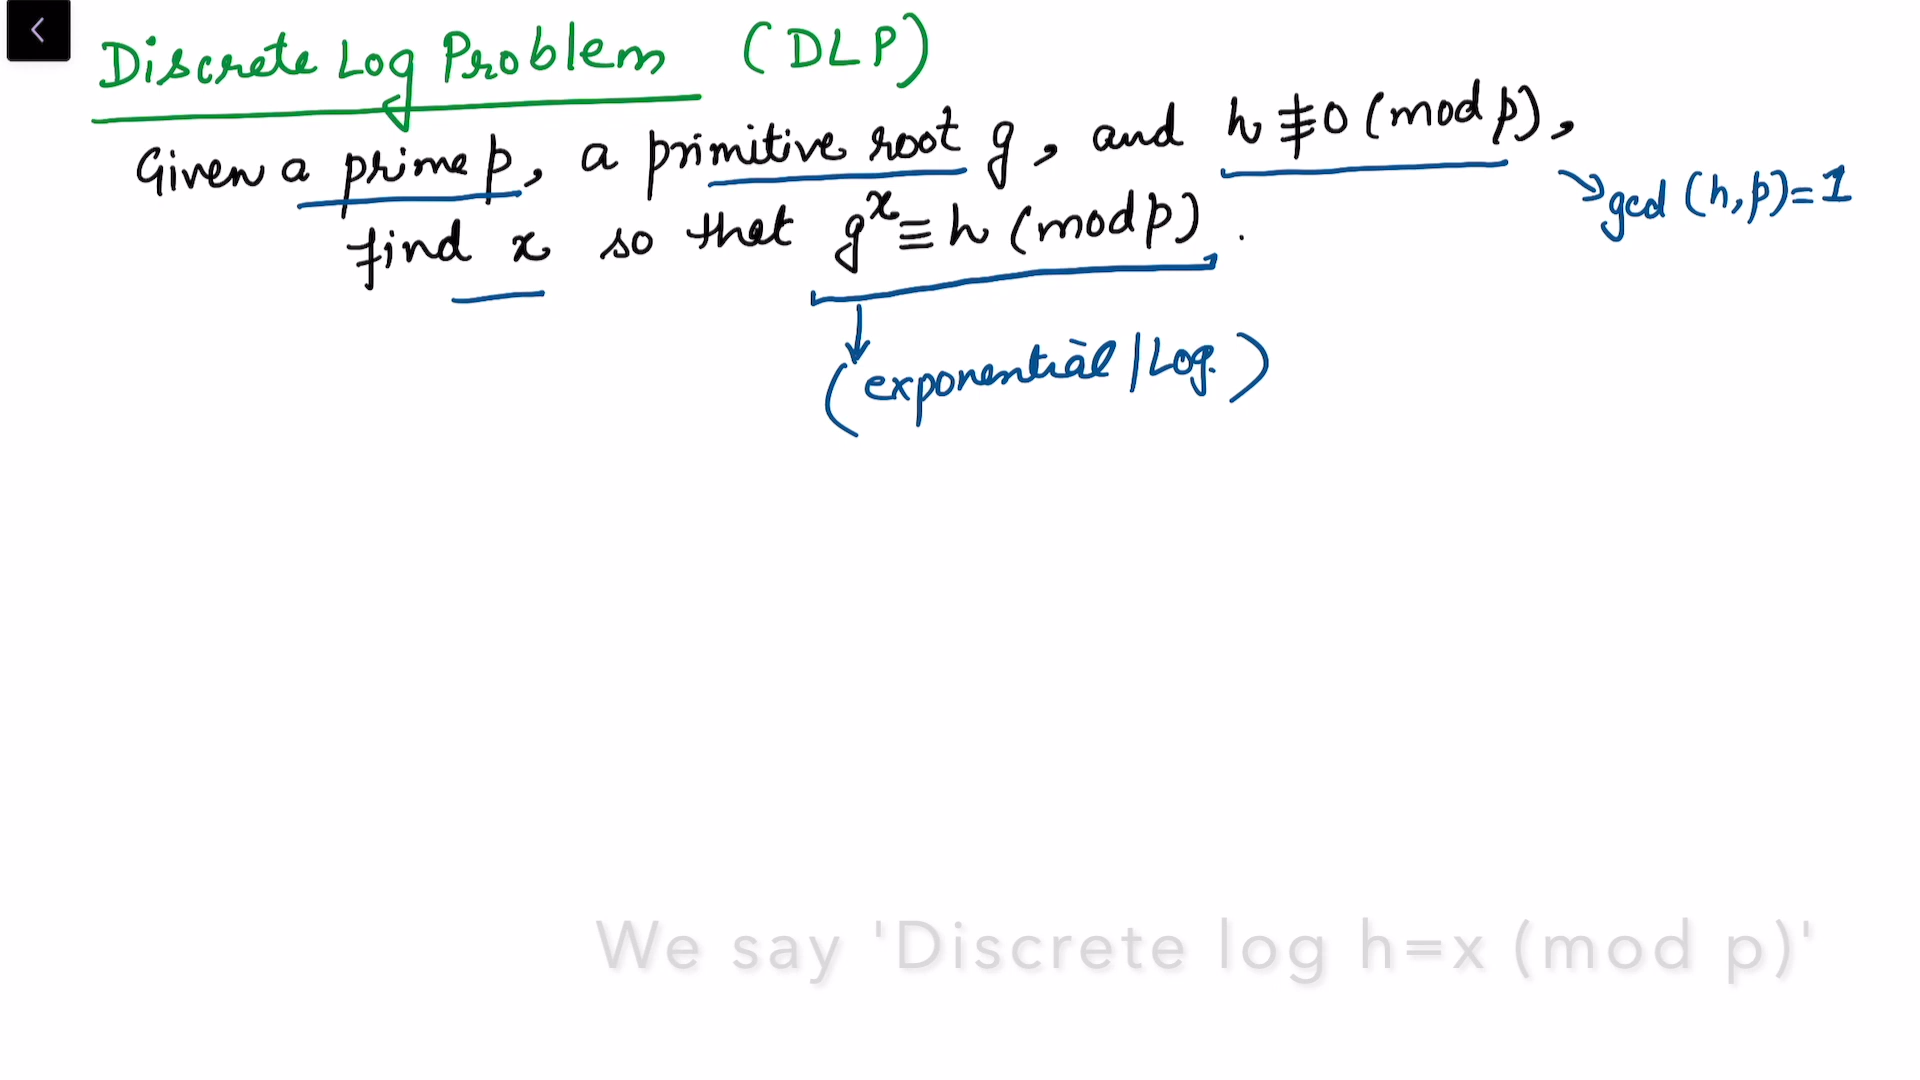 Discrete Log Problem (DLP)
Given a prime p, a primitive root g, and h ≢ 0 (mod p),
→ gcd (h, p) = 1
find x so that g^x ≡ h (mod p).
(exponential / Log.)
We say 'Discrete log h=x (mod p)'